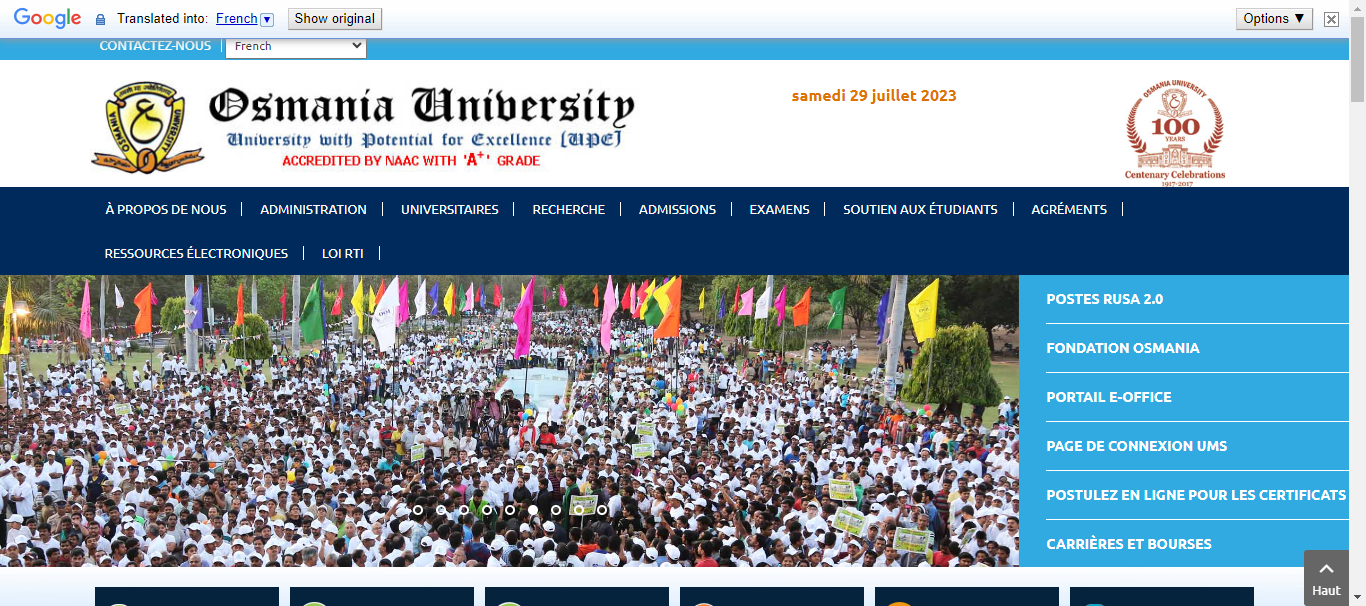 Google Translated into: French Show original Options ▼
CONTACTEZ-NOUS French
Osmania University
University with Potential for Excellence [UPE]
ACCREDITED BY NAAC WITH 'A+' GRADE
samedi 29 juillet 2023
OSMANIA UNIVERSITY
100
YEARS
Centenary Celebrations
1917-2017
À PROPOS DE NOUS ADMINISTRATION UNIVERSITAIRES RECHERCHE ADMISSIONS EXAMENS SOUTIEN AUX ÉTUDIANTS AGRÉMENTS
RESSOURCES ÉLECTRONIQUES LOI RTI
POSTES RUSA 2.0
FONDATION OSMANIA
PORTAIL E-OFFICE
PAGE DE CONNEXION UMS
POSTULEZ EN LIGNE POUR LES CERTIFICATS
CARRIÈRES ET BOURSES
Haut